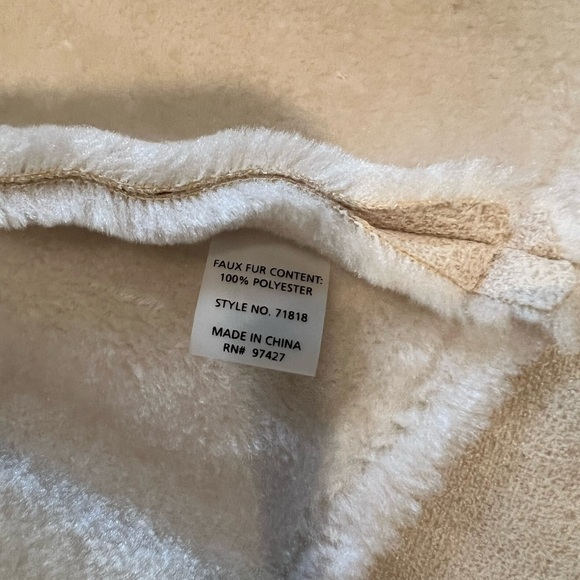 FAUX FUR CONTENT:
100% POLYESTER
STYLE NO. 71818
MADE IN CHINA
RN# 97427